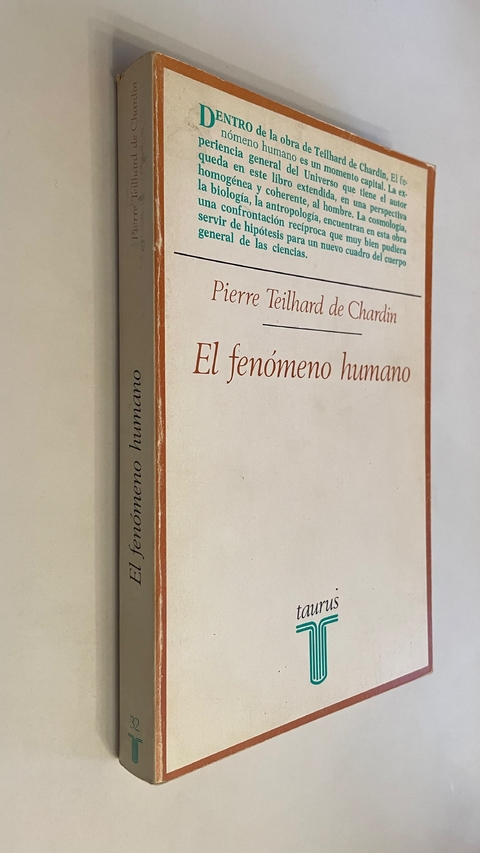 DENTRO de la obra de Teilhard de Chardin, El fe-
nómeno humano es un momento capital. La ex-
periencia general del Universo que tiene el autor
queda en este libro extendida, en una perspectiva
homogénea y coherente, al hombre. La cosmología,
la biología, la antropología, encuentran en esta obra
una confrontación recíproca que muy bien pudiera
servir de hipótesis para un nuevo cuadro del cuerpo
general de las ciencias.
Pierre Teilhard de Chardin
El fenómeno humano
taurus
T
Pierre Teilhard de Chardin
El fenómeno humano
32
T